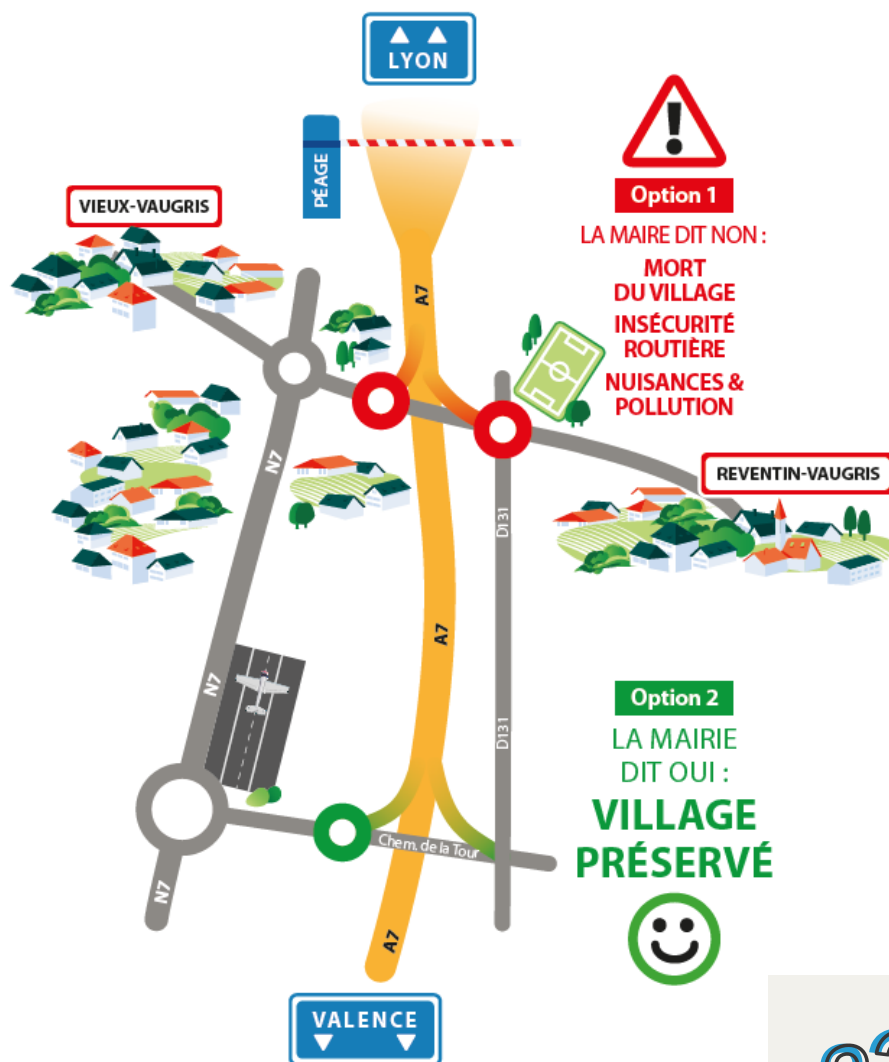 LYON
PÉAGE
VIEUX-VAUGRIS
Option 1
LA MAIRE DIT NON :
MORT
DU VILLAGE
INSÉCURITÉ
ROUTIÈRE
NUISANCES &
POLLUTION
A7
REVENTIN-VAUGRIS
N7
D131
A7
N7
D131
Option 2
LA MAIRIE
DIT OUI :
VILLAGE
PRÉSERVÉ
Chem. de la Tour
N7
A7
VALENCE